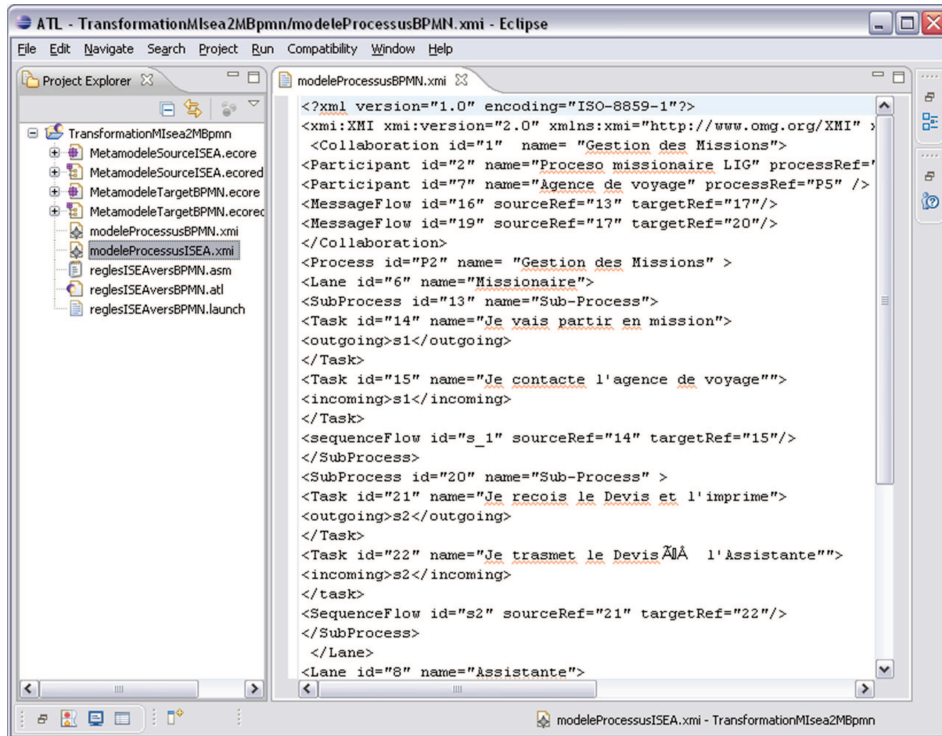 ATL - TransformationMIsea2MBpmn/modeleProcessusBPMN.xmi - Eclipse
File Edit Navigate Search Project Run Compatibility Window Help
Project Explorer
TransformationMIsea2MBpmn
MetamodeleSourceISEA.ecore
MetamodeleSourceISEA.ecored
MetamodeleTargetBPMN.ecore
MetamodeleTargetBPMN.ecorec
modeleProcessusBPMN.xmi
modeleProcessusISEA.xmi
reglesISEAversBPMN.asm
reglesISEAversBPMN.atl
reglesISEAversBPMN.launch
modeleProcessusBPMN.xmi
<?xml version="1.0" encoding="ISO-8859-1"?>
<xmi:XMI xmi:version="2.0" xmlns:xmi="http://www.omg.org/XMI"
<Collaboration id="1" name= "Gestion des Missions">
<Participant id="2" name="Proceso missionaire LIG" processRef="
<Participant id="7" name="Agence de voyage" processRef="P5" />
<MessageFlow id="16" sourceRef="13" targetRef="17"/>
<MessageFlow id="19" sourceRef="17" targetRef="20"/>
</Collaboration>
<Process id="P2" name= "Gestion des Missions" >
<Lane id="6" name="Missionaire">
<SubProcess id="13" name="Sub-Process">
<Task id="14" name="Je vais partir en mission">
<outgoing>s1</outgoing>
</Task>
<Task id="15" name="Je contacte l'agence de voyage"">
<incoming>s1</incoming>
</Task>
<sequenceFlow id="s_1" sourceRef="14" targetRef="15"/>
</SubProcess>
<SubProcess id="20" name="Sub-Process" >
<Task id="21" name="Je recois le Devis et l'imprime">
<outgoing>s2</outgoing>
</Task>
<Task id="22" name="Je trasmet le Devis l'Assistante"">
<incoming>s2</incoming>
</task>
<SequenceFlow id="s2" sourceRef="21" targetRef="22"/>
</SubProcess>
</Lane>
<Lane id="8" name="Assistante">
modeleProcessusISEA.xmi - TransformationMIsea2MBpmn